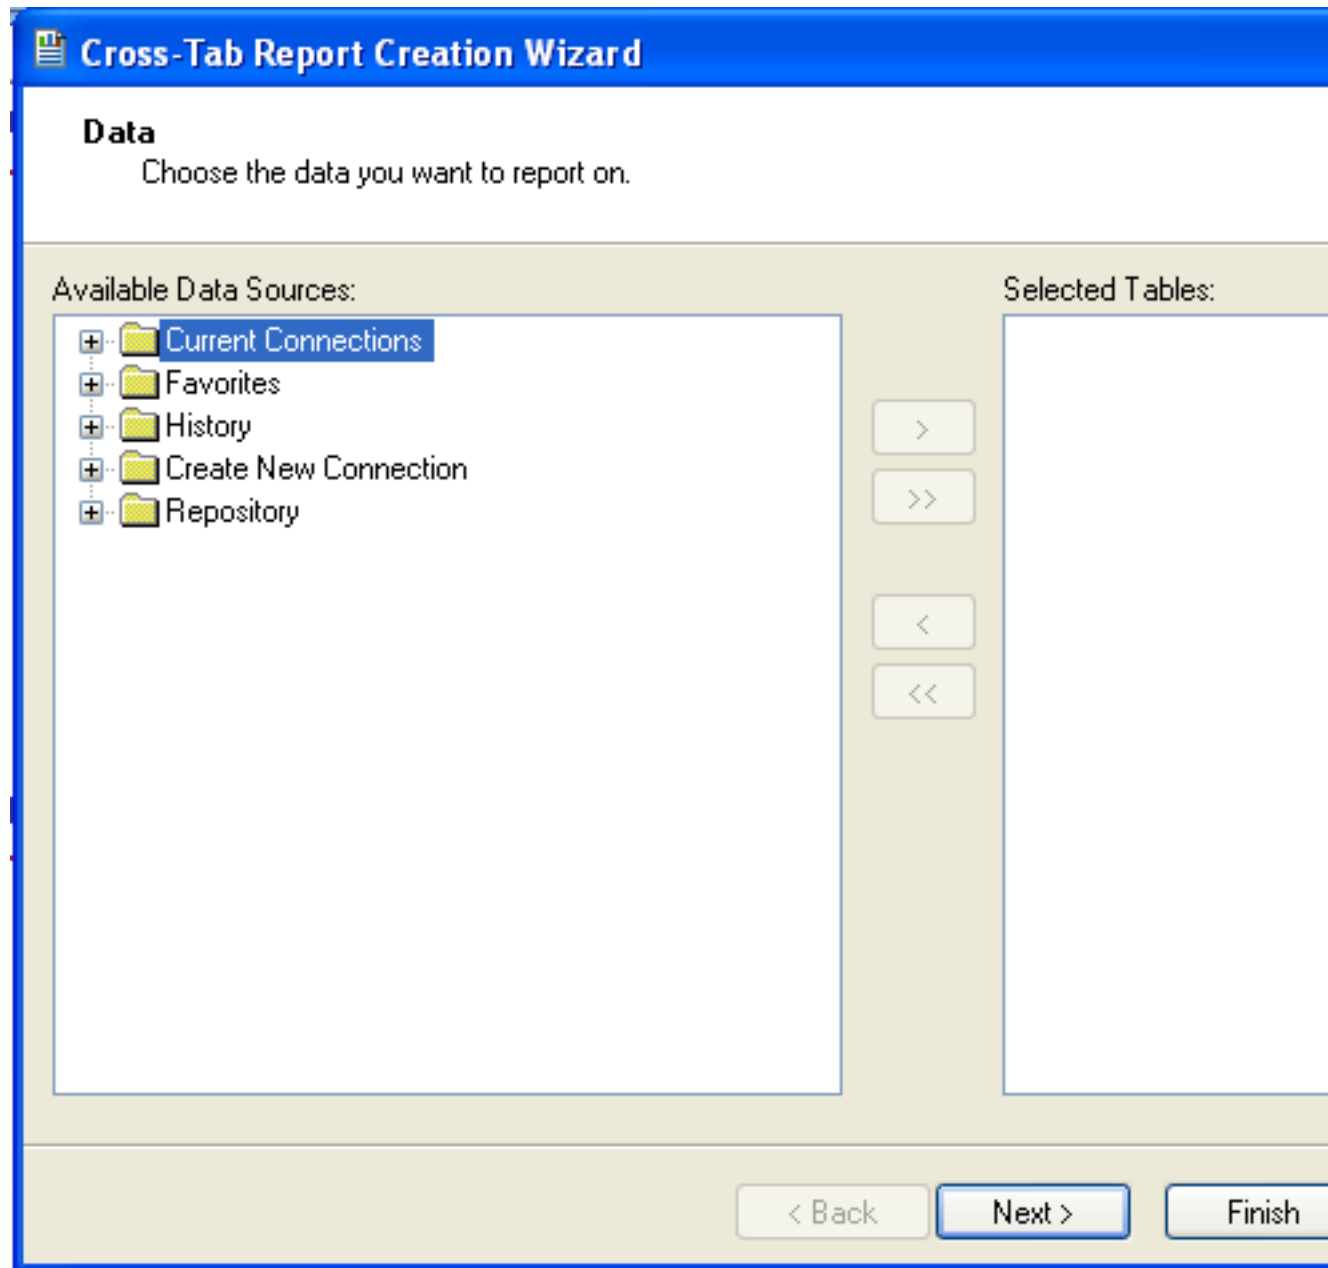 Cross-Tab Report Creation Wizard
Data
Choose the data you want to report on.
Available Data Sources:
Selected Tables:
Current Connections
Favorites
History
Create New Connection
Repository
>
>>
<
<<
< Back
Next >
Finish